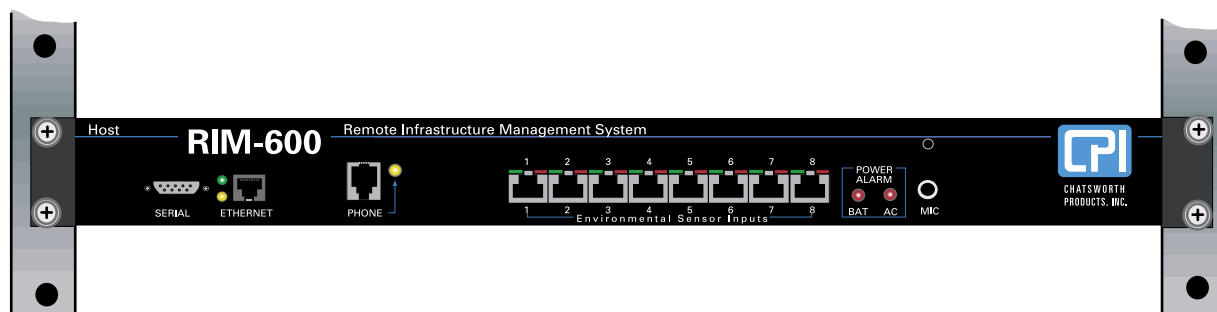 Host
RIM-600
Remote Infrastructure Management System
SERIAL
ETHERNET
PHONE
1 2 3 4 5 6 7 8
1 2 3 4 5 6 7 8
Environmental Sensor Inputs
POWER
ALARM
BAT AC
MIC
CPI
CHATSWORTH
PRODUCTS, INC.